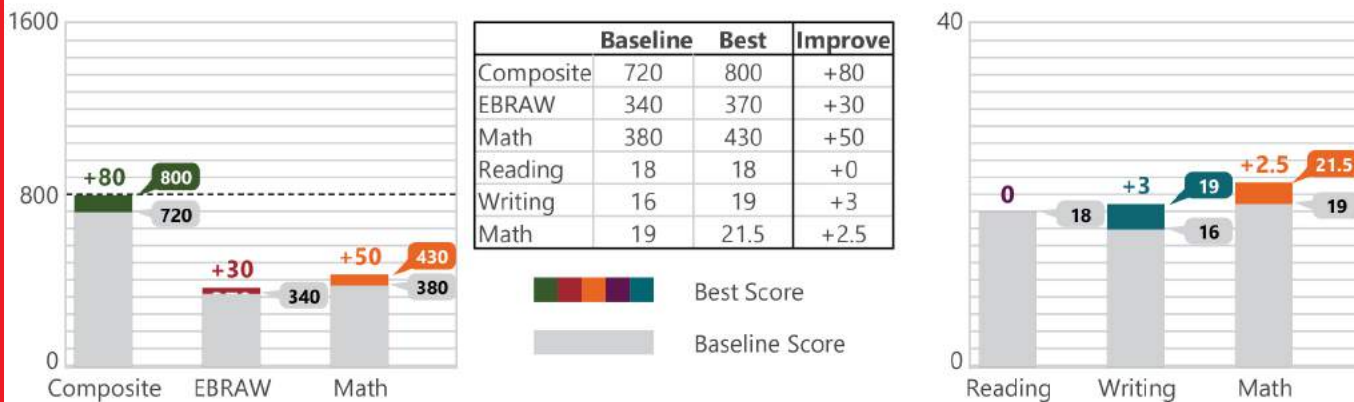 1600
800
0
+80
800
720
+30
340
+50
430
380
Composite EBRAW Math
Baseline Best Improve
Composite 720 800 +80
EBRAW 340 370 +30
Math 380 430 +50
Reading 18 18 +0
Writing 16 19 +3
Math 19 21.5 +2.5
Best Score
Baseline Score
40
0
0
18
+3
19
16
+2.5
21.5
19
Reading Writing Math